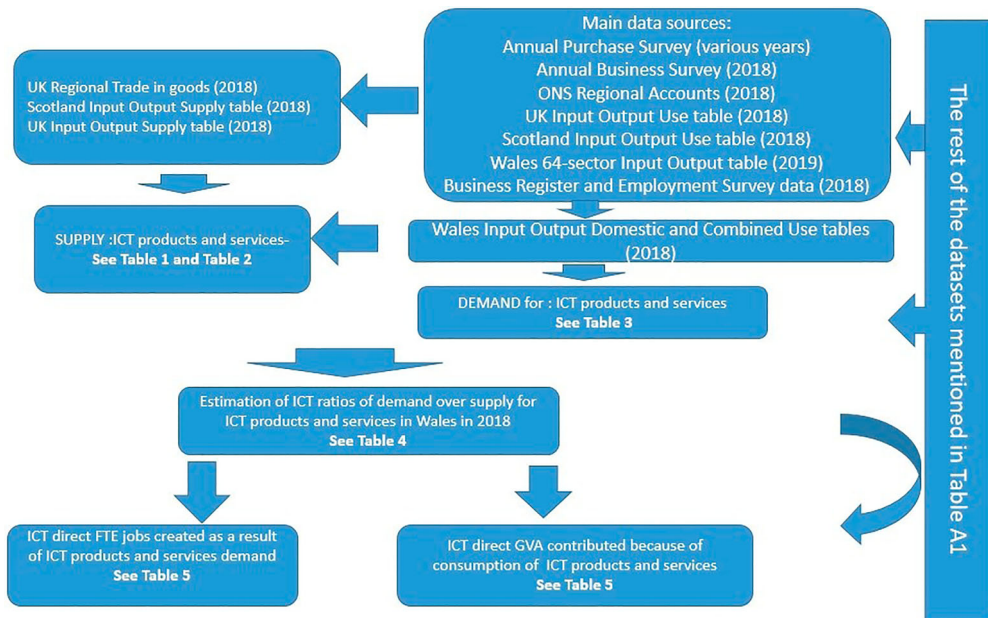 Main data sources:
Annual Purchase Survey (various years)
Annual Business Survey (2018)
ONS Regional Accounts (2018)
UK Input Output Use table (2018)
Scotland Input Output Use table (2018)
Wales 64-sector Input Output table (2019)
Business Register and Employment Survey data (2018)
UK Regional Trade in goods (2018)
Scotland Input Output Supply table (2018)
UK Input Output Supply table (2018)
SUPPLY :ICT products and services-
See Table 1 and Table 2
Wales Input Output Domestic and Combined Use tables
(2018)
DEMAND for : ICT products and services
See Table 3
Estimation of ICT ratios of demand over supply for
ICT products and services in Wales in 2018
See Table 4
ICT direct FTE jobs created as a result
of ICT products and services demand
See Table 5
ICT direct GVA contributed because of
consumption of ICT products and services
See Table 5
The rest of the datasets mentioned in Table A1